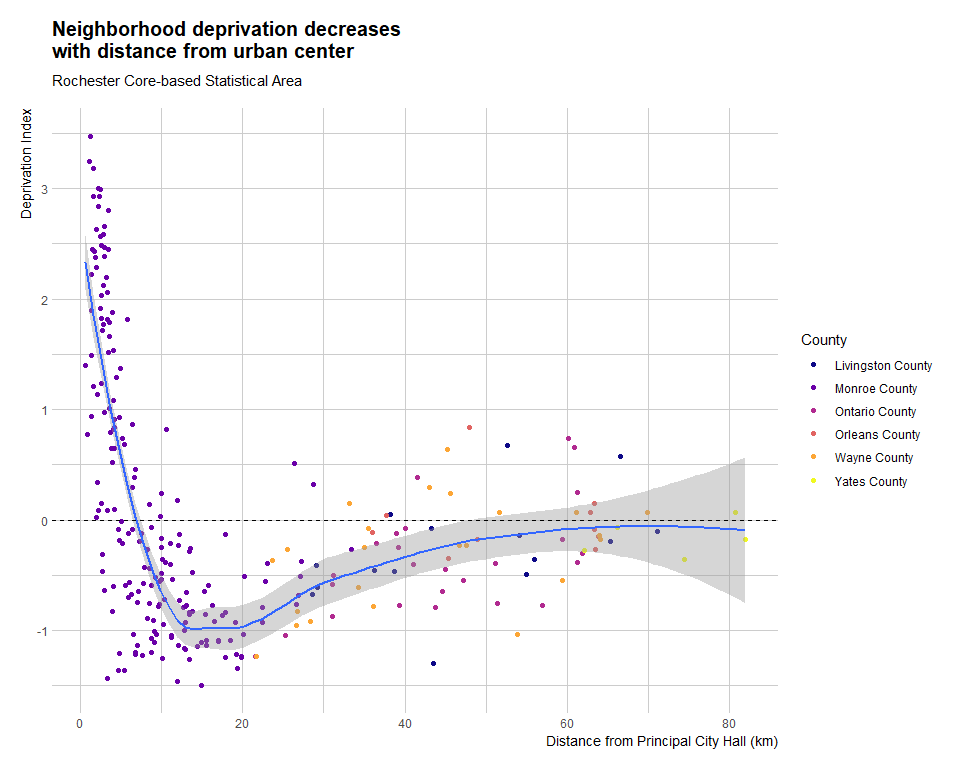 Neighborhood deprivation decreases
with distance from urban center
Rochester Core-based Statistical Area
Deprivation Index
3
2
1
0
-1
0 20 40 60 80
Distance from Principal City Hall (km)
County
Livingston County
Monroe County
Ontario County
Orleans County
Wayne County
Yates County